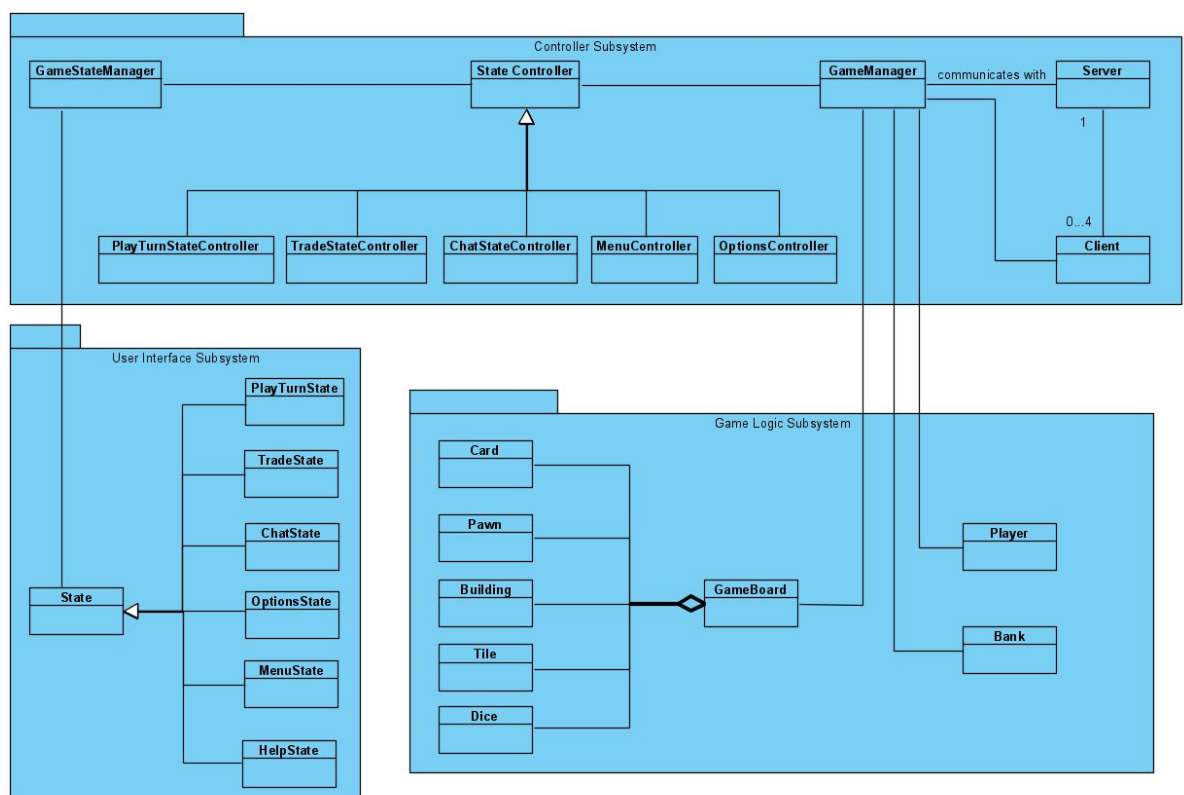 Controller Subsystem
GameStateManager
State Controller
GameManager
communicates with
Server
1
0...4
PlayTurnStateController
TradeStateController
ChatStateController
MenuController
OptionsController
Client
User Interface Subsystem
PlayTurnState
TradeState
ChatState
State
OptionsState
MenuState
HelpState
Game Logic Subsystem
Card
Pawn
Player
Building
GameBoard
Bank
Tile
Dice